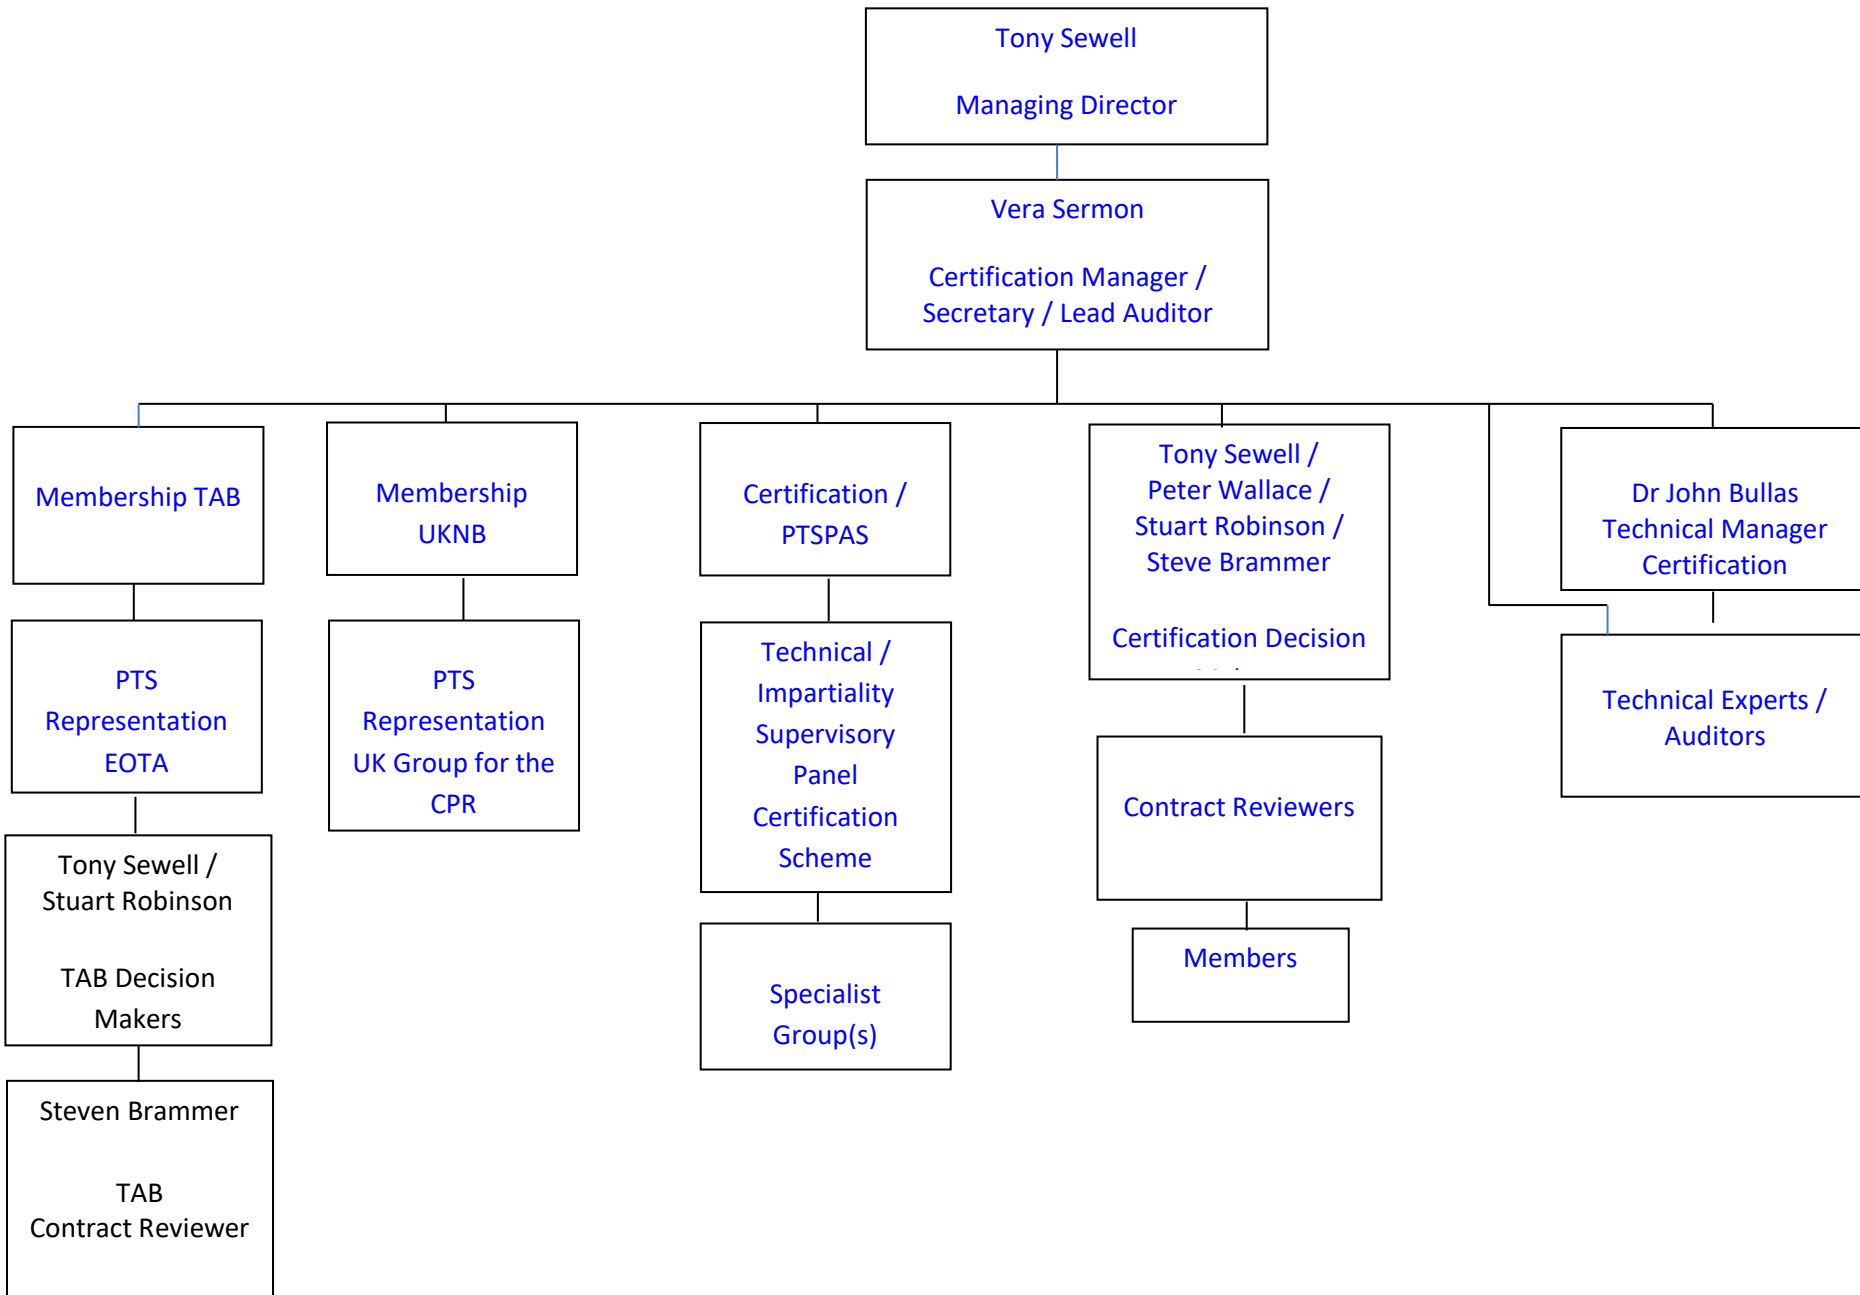 Tony Sewell
Managing Director
Vera Sermon
Certification Manager /
Secretary / Lead Auditor
Membership TAB
PTS
Representation
EOTA
Tony Sewell /
Stuart Robinson
TAB Decision
Makers
Steven Brammer
TAB
Contract Reviewer
Membership
UKNB
PTS
Representation
UK Group for the
CPR
Certification /
PTSPAS
Technical /
Impartiality
Supervisory
Panel
Certification
Scheme
Specialist
Group(s)
Tony Sewell /
Peter Wallace /
Stuart Robinson /
Steve Brammer
Certification Decision
Contract Reviewers
Members
Dr John Bullas
Technical Manager
Certification
Technical Experts /
Auditors